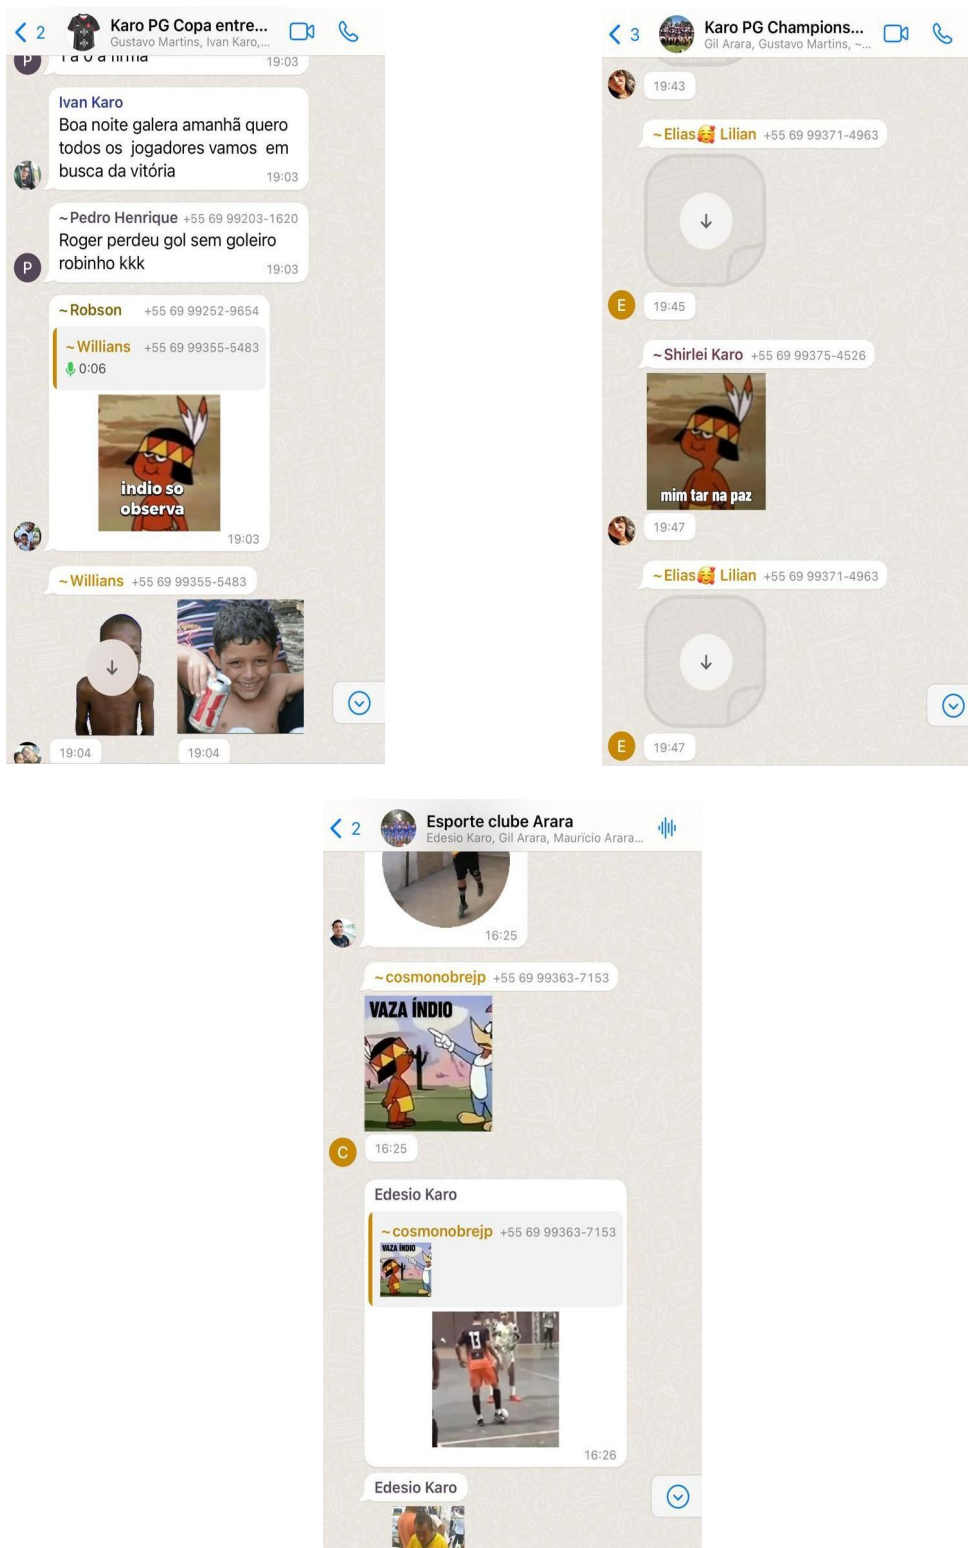 2
Karo PG Copa entre...
Gustavo Martins, Ivan Karo,...
1 a 0 a firma
19:03
Ivan Karo
Boa noite galera amanhã quero
todos os jogadores vamos em
busca da vitória
19:03
~Pedro Henrique +55 69 99203-1620
Roger perdeu gol sem goleiro
robinho kkk
19:03
P
~Robson +55 69 99252-9654
~Willians +55 69 99355-5483
0:06
indio so
observa
19:03
~Willians +55 69 99355-5483
19:04
19:04
3
Karo PG Champions...
Gil Arara, Gustavo Martins, ~...
19:43
~Elias🥰 Lilian +55 69 99371-4963
E
19:45
~Shirlei Karo +55 69 99375-4526
mim tar na paz
19:47
~Elias🥰 Lilian +55 69 99371-4963
E
19:47
2
Esporte clube Arara
Edesio Karo, Gil Arara, Maurïcio Arara...
16:25
~cosmonobrejp +55 69 99363-7153
VAZA ÍNDIO
C
16:25
Edesio Karo
~cosmonobrejp +55 69 99363-7153
VAZA ÍNDIO
13
16:26
Edesio Karo